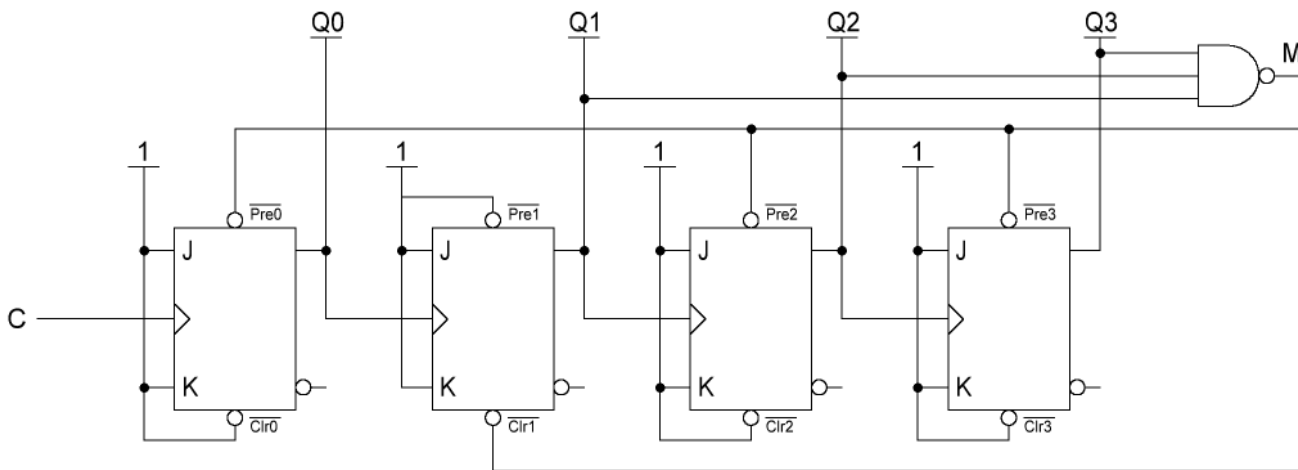 Q0 Q1 Q2 Q3
M
1 1 1 1
Pre0 Pre1 Pre2 Pre3
J J J J
C
K K K K
Clr0 Clr1 Clr2 Clr3